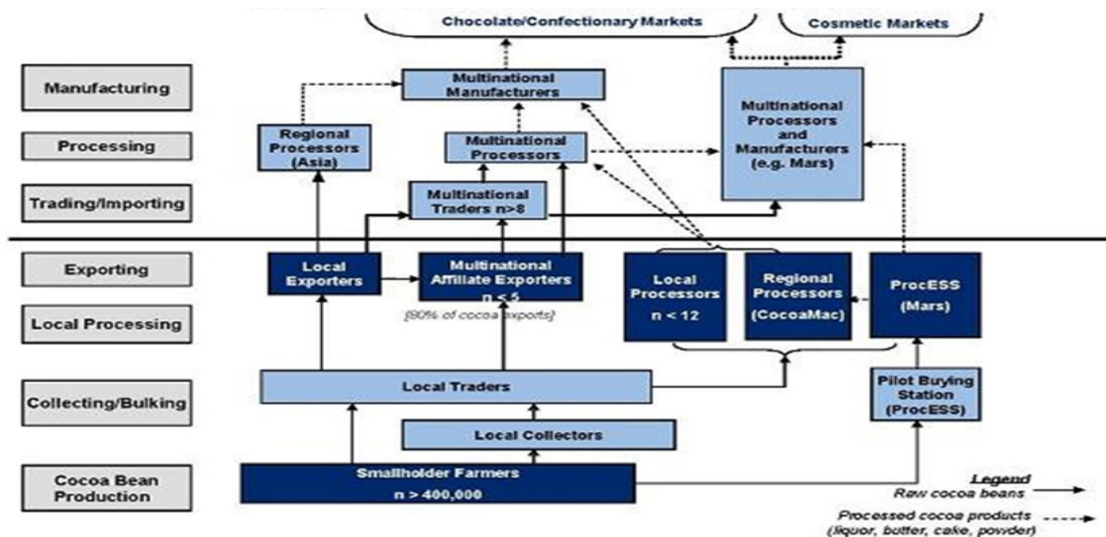 Chocolate/Confectionary Markets
Cosmetic Markets
Manufacturing
Multinational
Manufacturers
Multinational
Processors
and
Manufacturers
(e.g. Mars)
Processing
Regional
Processors
(Asia)
Multinational
Processors
Trading/Importing
Multinational
Traders n>8
Exporting
Local
Exporters
Multinational
Affiliate Exporters
n < 5
[80% of cocoa exports]
Local
Processors
n < 12
Regional
Processors
(CocoaMac)
ProcESS
(Mars)
Local Processing
Collecting/Bulking
Local Traders
Pilot Buying
Station
(ProcESS)
Local Collectors
Cocoa Bean
Production
Smallholder Farmers
n > 400,000
Legend
Raw cocoa beans
Processed cocoa products
(liquor, butter, cake, powder)